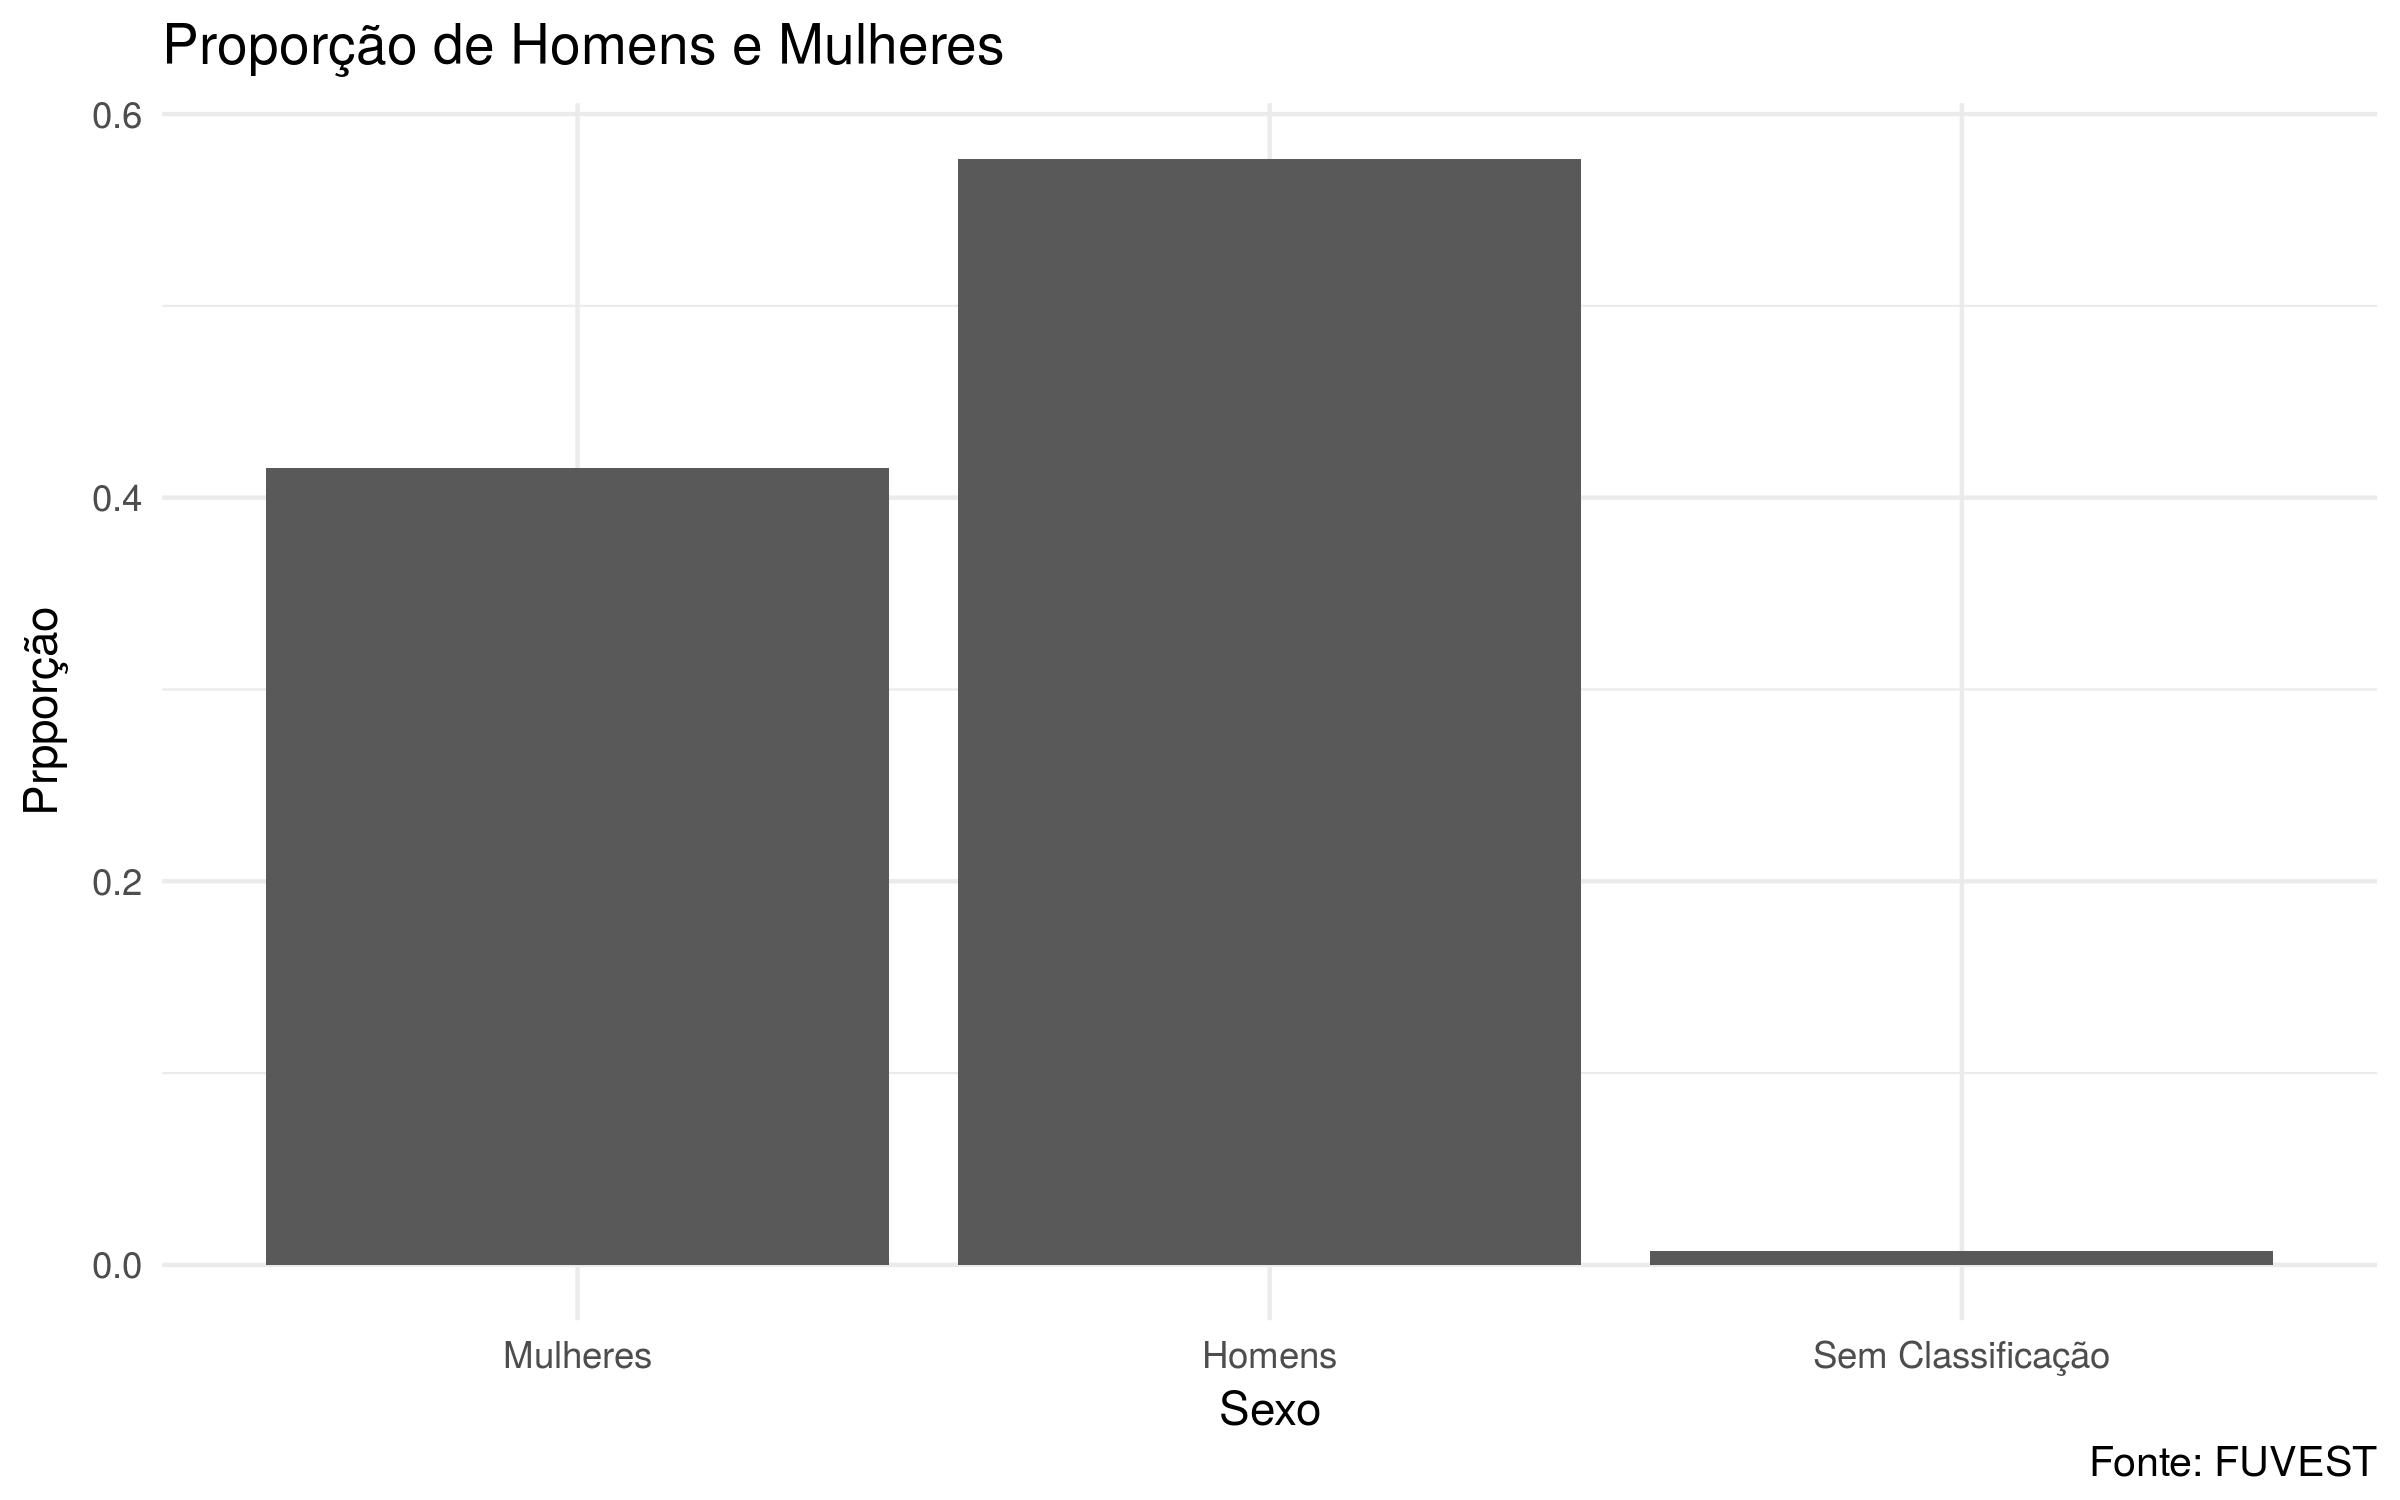 Proporção de Homens e Mulheres
0.6
0.4
0.2
0.0
Prpporção
Mulheres
Homens
Sem Classificação
Sexo
Fonte: FUVEST